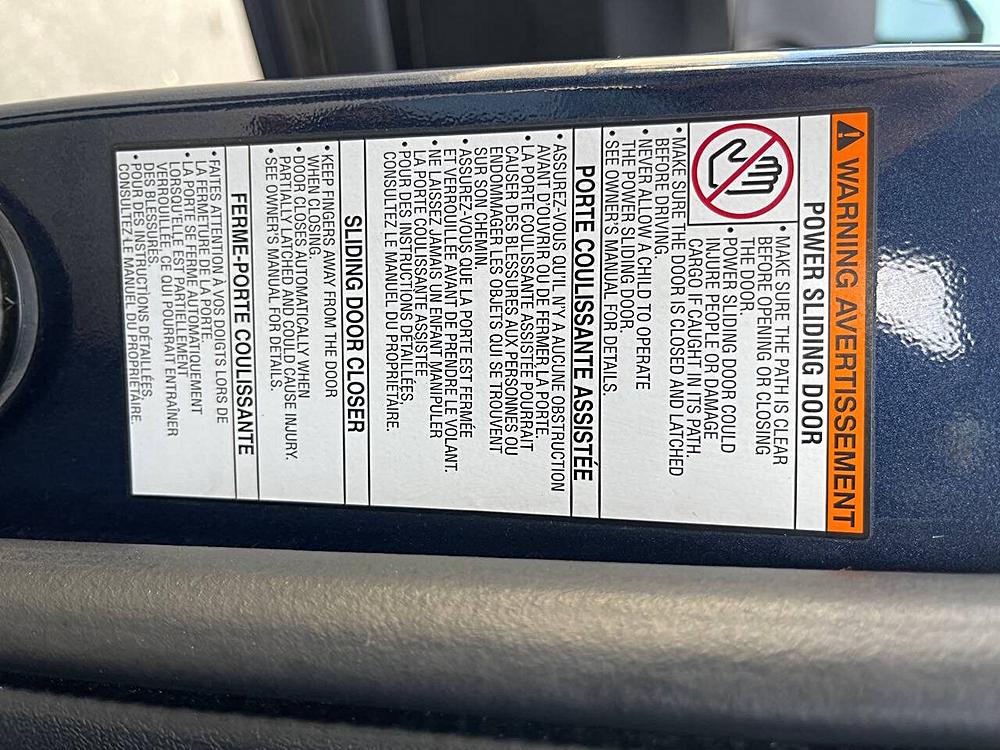 WARNING AVERTISSEMENT
POWER SLIDING DOOR
• MAKE SURE THE PATH IS CLEAR
BEFORE OPENING OR CLOSING
THE DOOR.
• POWER SLIDING DOOR COULD
INJURE PEOPLE OR DAMAGE
CARGO IF CAUGHT IN ITS PATH.
• MAKE SURE THE DOOR IS CLOSED AND LATCHED
BEFORE DRIVING.
• NEVER ALLOW A CHILD TO OPERATE
THE POWER SLIDING DOOR.
• SEE OWNER'S MANUAL FOR DETAILS.
PORTE COULISSANTE ASSISTÉE
• ASSUREZ-VOUS QU'IL N'Y A AUCUNE OBSTRUCTION
AVANT D'OUVRIR OU DE FERMER LA PORTE.
• LA PORTE COULISSANTE ASSISTÉE POURRAIT
CAUSER DES BLESSURES AUX PERSONNES OU
ENDOMMAGER LES OBJETS QUI SE TROUVENT
SUR SON CHEMIN.
• ASSUREZ-VOUS QUE LA PORTE EST FERMÉE
ET VERROUILLÉE AVANT DE PRENDRE LE VOLANT.
• NE LAISSEZ JAMAIS UN ENFANT MANIPULER
LA PORTE COULISSANTE ASSISTÉE.
• POUR DES INSTRUCTIONS DÉTAILLÉES,
CONSULTEZ LE MANUEL DU PROPRIÉTAIRE.
SLIDING DOOR CLOSER
• KEEP FINGERS AWAY FROM THE DOOR
WHEN CLOSING.
• DOOR CLOSES AUTOMATICALLY WHEN
PARTIALLY LATCHED AND COULD CAUSE INJURY.
• SEE OWNER'S MANUAL FOR DETAILS.
FERME-PORTE COULISSANTE
• FAITES ATTENTION À VOS DOIGTS LORS DE
LA FERMETURE DE LA PORTE.
• LA PORTE SE FERME AUTOMATIQUEMENT
LORSQU'ELLE EST PARTIELLEMENT
VERROUILLÉE, CE QUI POURRAIT ENTRAÎNER
DES BLESSURES.
• POUR DES INSTRUCTIONS DÉTAILLÉES,
CONSULTEZ LE MANUEL DU PROPRIÉTAIRE.